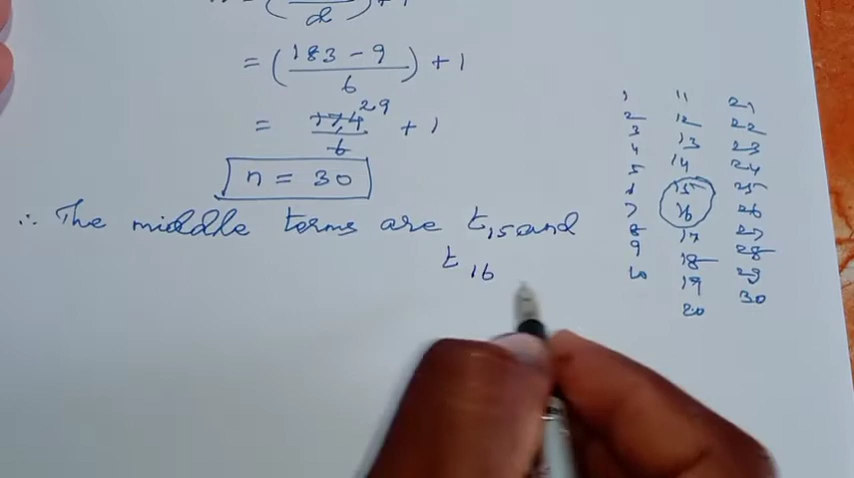 = (183 - 9 / 6) + 1
= 174 29 / 6 + 1
n = 30
∴ The middle terms are t15 and
t16
1 11 21
2 12 22
3 13 23
4 14 24
5 15 25
6 16 26
7 17 27
8 18 28
9 19 29
10 20 30